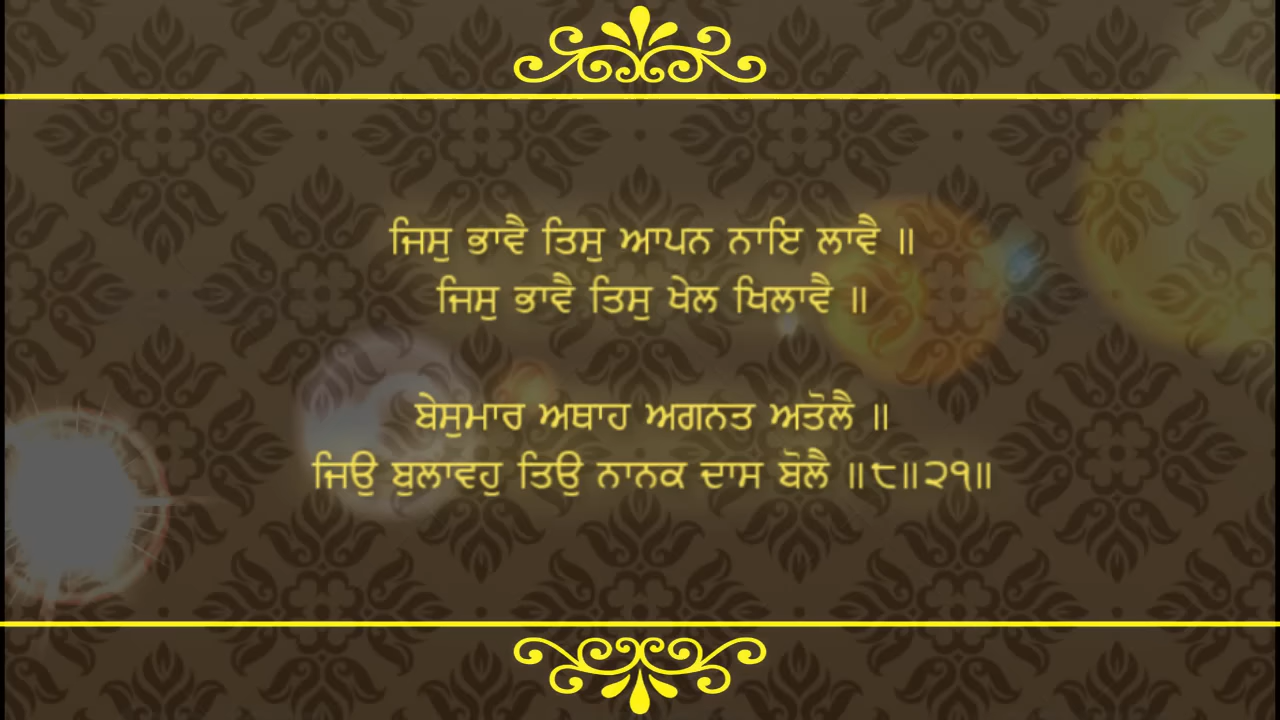 ਜਿਸੁ ਭਾਵੈ ਤਿਸੁ ਆਪਨ ਨਾਇ ਲਾਵੈ ॥
ਜਿਸੁ ਭਾਵੈ ਤਿਸੁ ਖੇਲ ਖਿਲਾਵੈ ॥
ਬੇਸੁਮਾਰ ਅਥਾਹ ਅਗਨਤ ਅਤੋਲੈ ॥
ਜਿਉ ਬੁਲਾਵਹੁ ਤਿਉ ਨਾਨਕ ਦਾਸ ਬੋਲੈ ॥੮॥੨੧॥